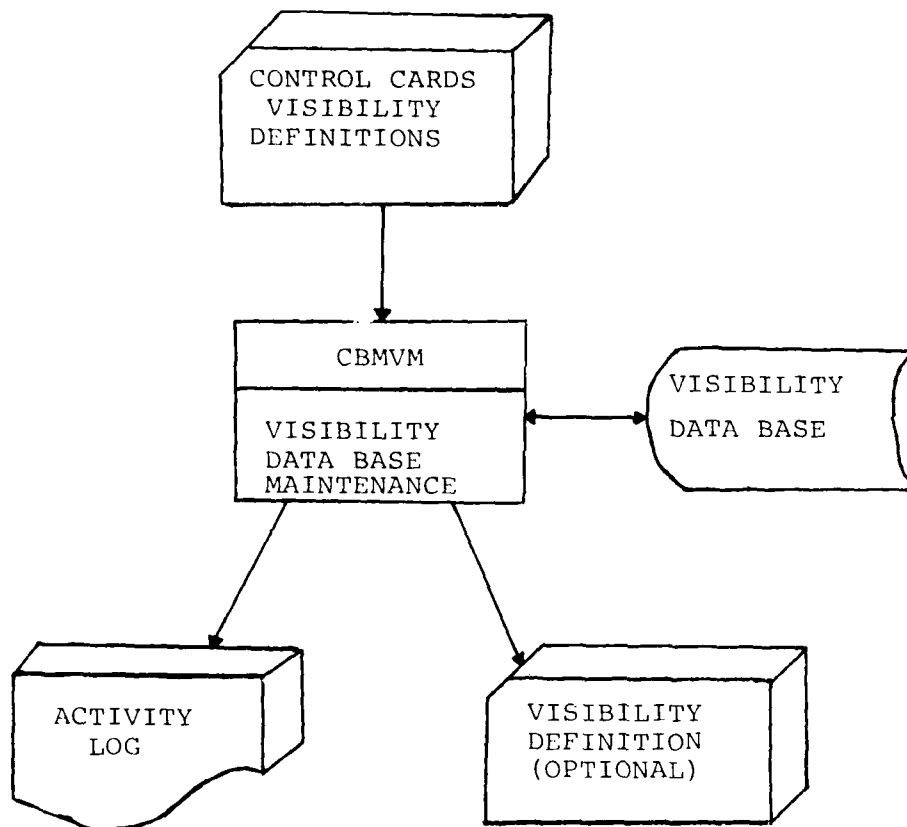 CONTROL CARDS
VISIBILITY
DEFINITIONS
CBMVM
VISIBILITY
DATA BASE
MAINTENANCE
VISIBILITY
DATA BASE
ACTIVITY
LOG
VISIBILITY
DEFINITION
(OPTIONAL)